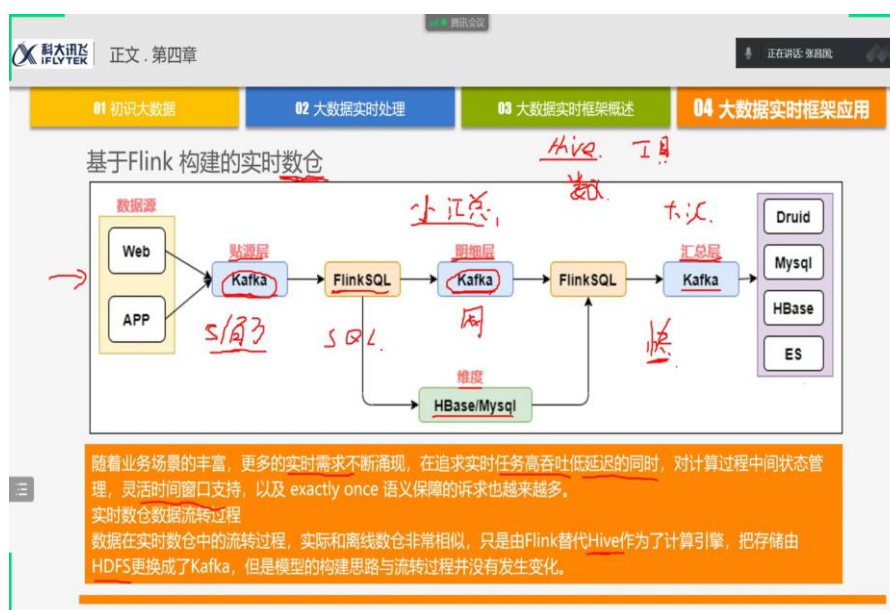 腾讯会议
科大讯飞
IFLYTEK
正文 . 第四章
正在讲话: 张昌国;
01 初识大数据
02 大数据实时处理
03 大数据实时框架概述
04 大数据实时框架应用
基于Flink 构建的实时数仓
Hive. 工具
数仓
小汇总,
大汇
数据源
Web
APP
贴源层
Kafka
FlinkSQL
明细层
Kafka
FlinkSQL
汇总层
Kafka
Druid
Mysql
HBase
ES
SQL.
快
维度
HBase/Mysql
随着业务场景的丰富，更多的实时需求不断涌现，在追求实时任务高吞吐低延迟的同时，对计算过程中间状态管
理，灵活时间窗口支持，以及 exactly once 语义保障的诉求也越来越多。
实时数仓数据流转过程
数据在实时数仓中的流转过程，实际和离线数仓非常相似，只是由Flink替代Hive作为了计算引擎，把存储由
HDFS更换成了Kafka，但是模型的构建思路与流转过程并没有发生变化。